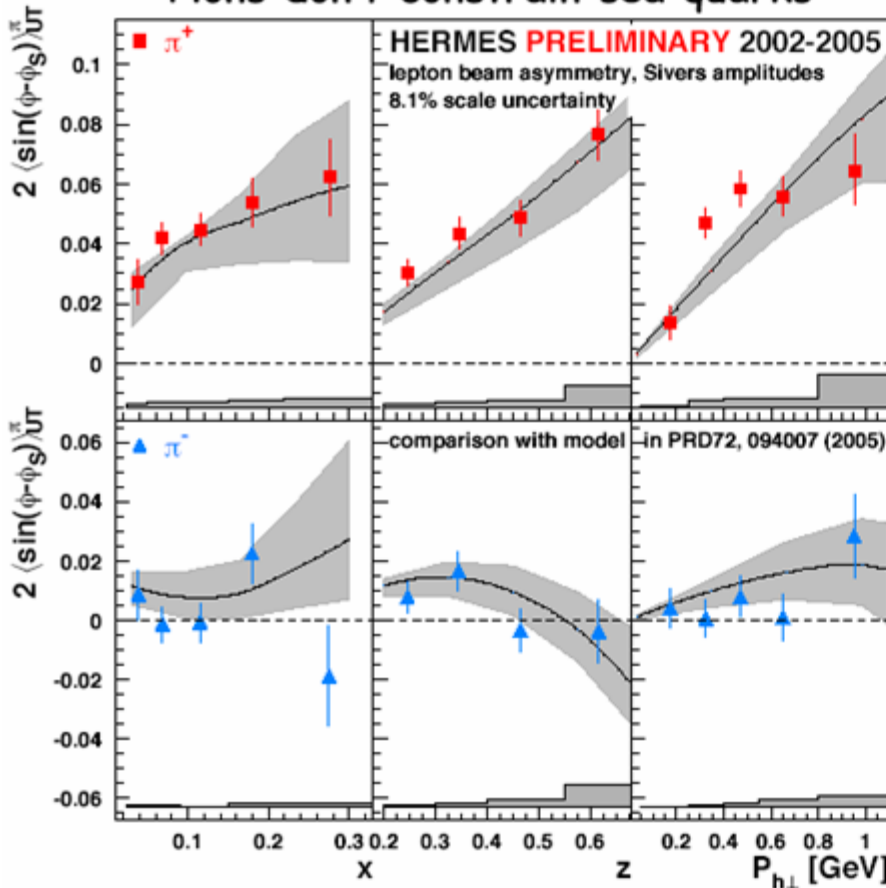 2 ⟨sin(φ-φS)⟩πUT
π+
HERMES PRELIMINARY 2002-2005
lepton beam asymmetry, Sivers amplitudes
8.1% scale uncertainty
0.1
0.08
0.06
0.04
0.02
0
2 ⟨sin(φ-φS)⟩πUT
π-
comparison with model
in PRD72, 094007 (2005)
0.06
0.04
0.02
0
-0.02
-0.04
-0.06
0.1 0.2 0.3 0.2 0.3 0.4 0.5 0.6 0.2 0.4 0.6 0.8 1
x z Ph⊥ [GeV]